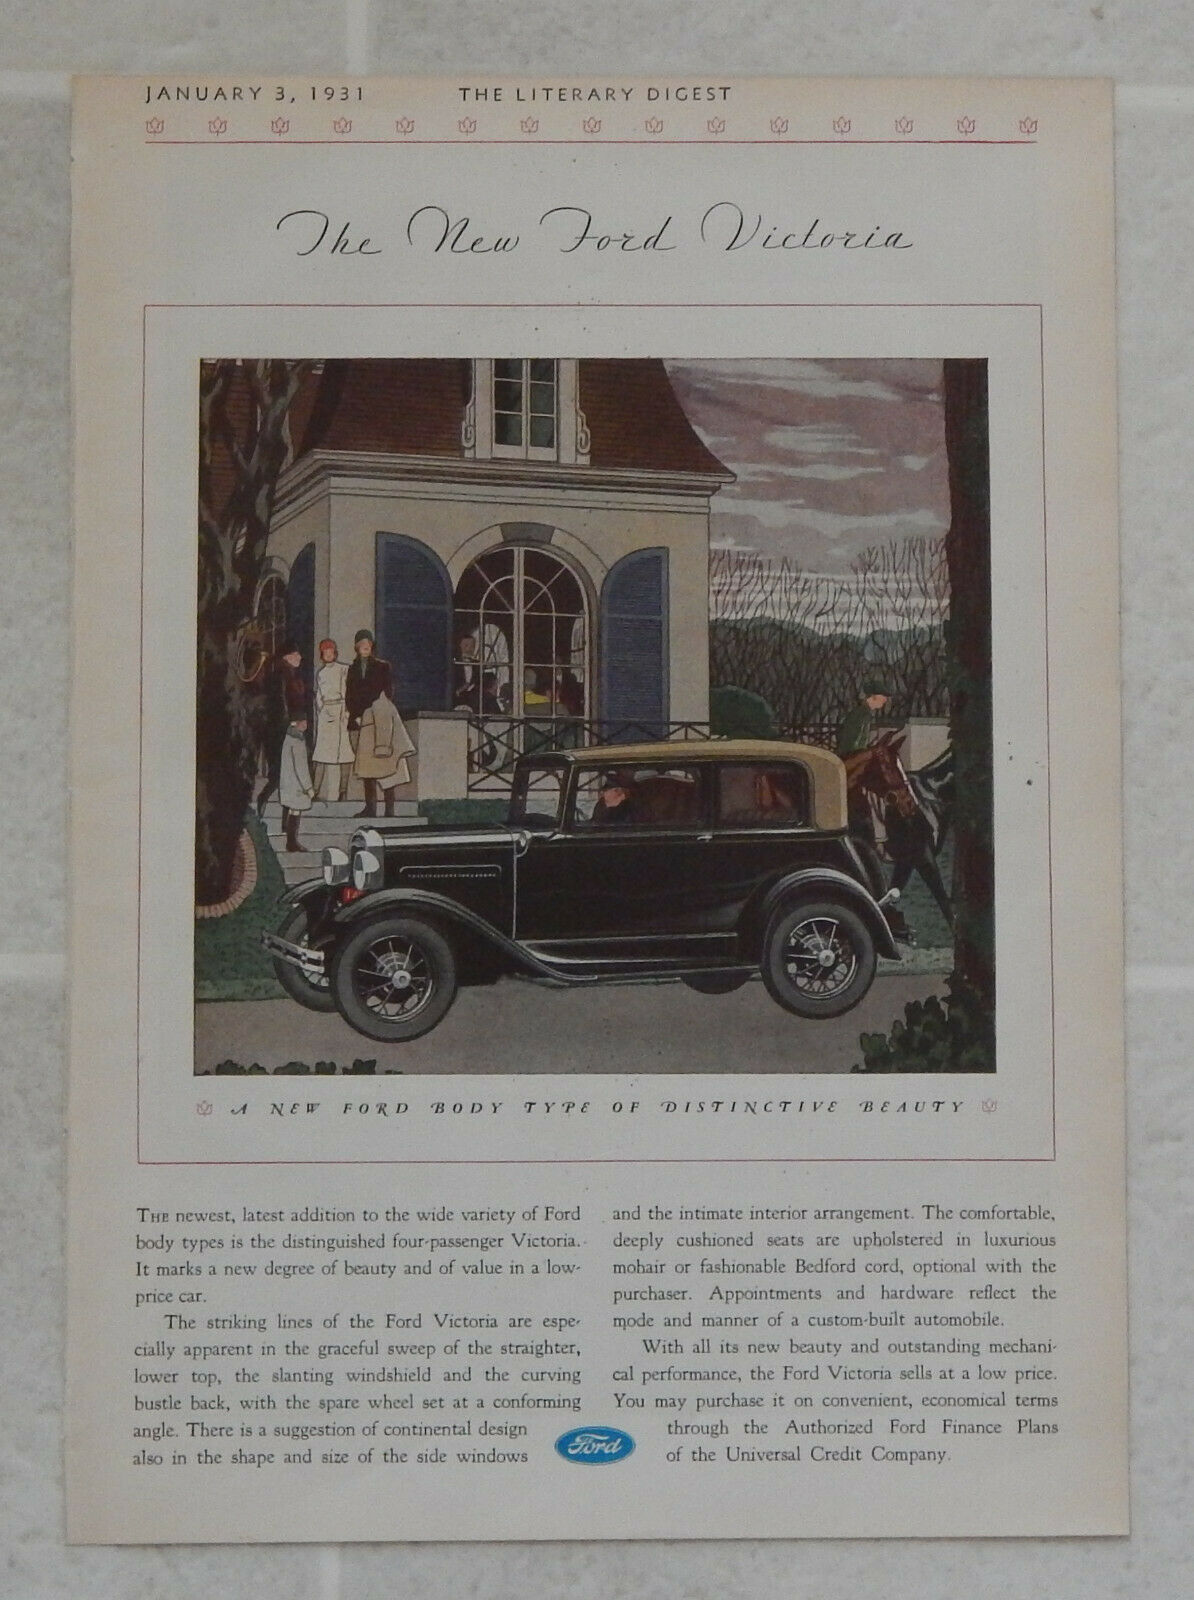 JANUARY 3, 1931 THE LITERARY DIGEST
The New Ford Victoria
A NEW FORD BODY TYPE OF DISTINCTIVE BEAUTY
THE newest, latest addition to the wide variety of Ford
body types is the distinguished four-passenger Victoria.
It marks a new degree of beauty and of value in a low-
price car.
The striking lines of the Ford Victoria are espe-
cially apparent in the graceful sweep of the straighter,
lower top, the slanting windshield and the curving
bustle back, with the spare wheel set at a conforming
angle. There is a suggestion of continental design
also in the shape and size of the side windows
and the intimate interior arrangement. The comfortable,
deeply cushioned seats are upholstered in luxurious
mohair or fashionable Bedford cord, optional with the
purchaser. Appointments and hardware reflect the
mode and manner of a custom-built automobile.
With all its new beauty and outstanding mechani-
cal performance, the Ford Victoria sells at a low price.
You may purchase it on convenient, economical terms
through the Authorized Ford Finance Plans
of the Universal Credit Company.
Ford